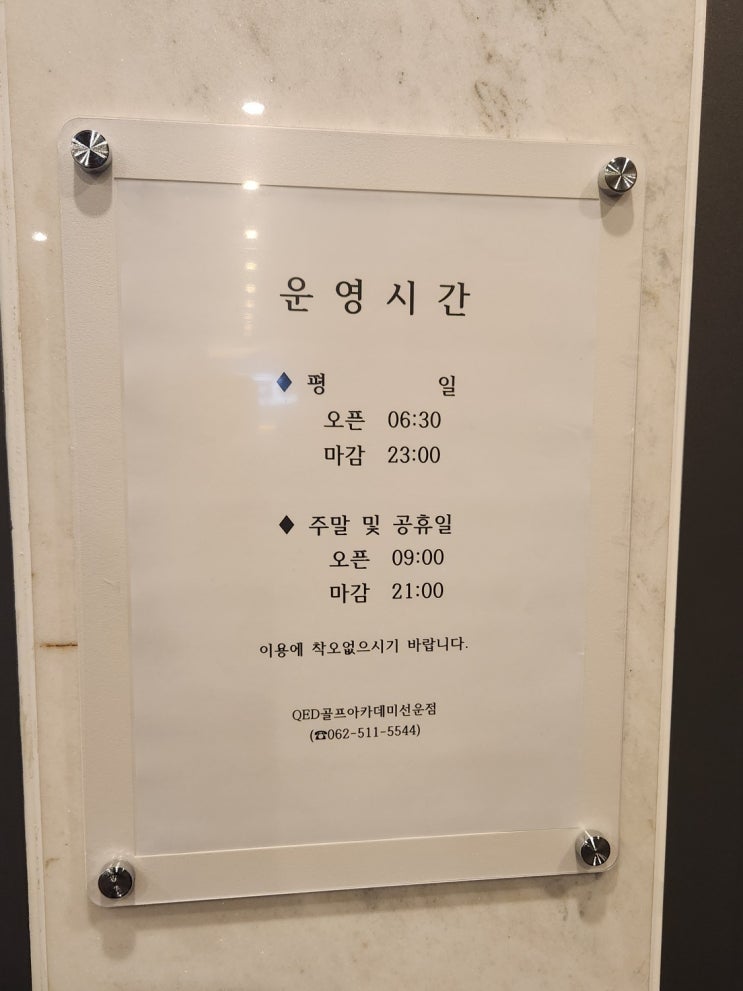 운 영 시 간
♦ 평 일
오픈 06:30
마감 23:00
♦ 주말 및 공휴일
오픈 09:00
마감 21:00
이용에 착오없으시기 바랍니다.
QED골프아카데미선운점
(☎062-511-5544)